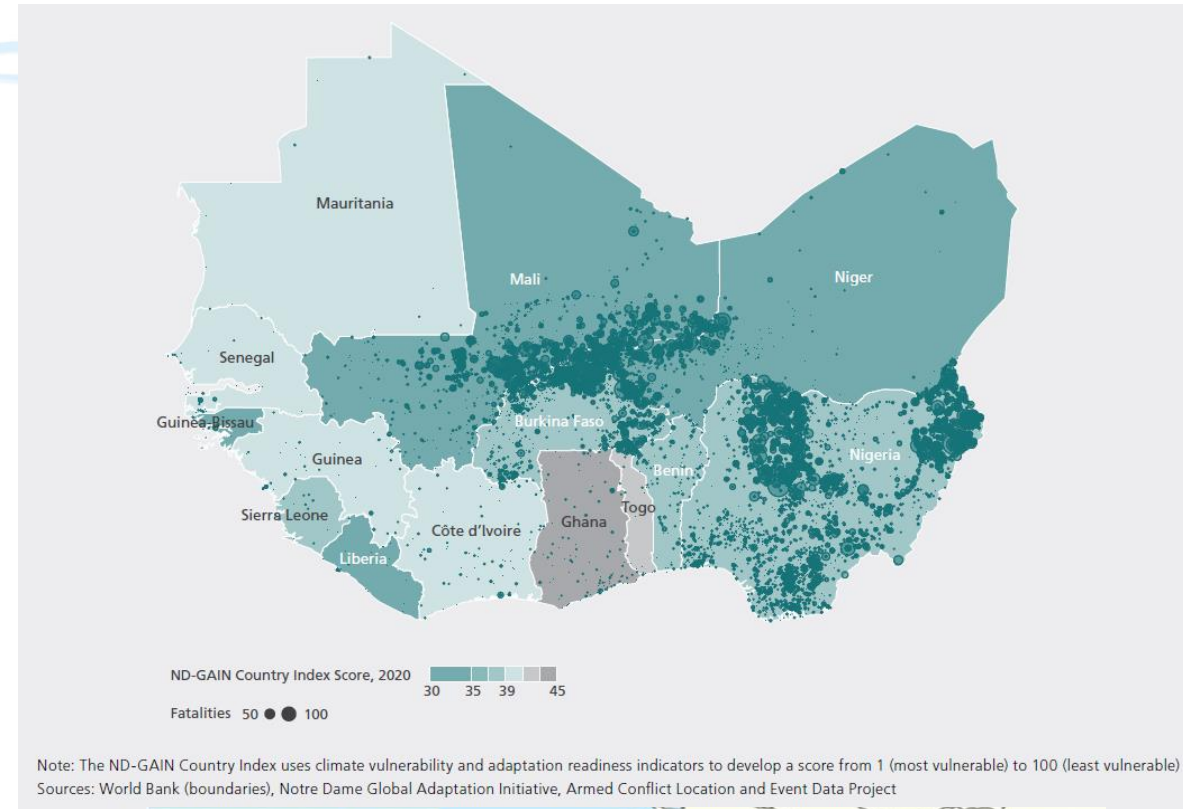 Mauritania
Mali
Niger
Senegal
Guinea-Bissau
Burkina Faso
Guinea
Benin
Nigeria
Sierra Leone
Côte d'Ivoire
Ghana
Togo
Liberia
ND-GAIN Country Index Score, 2020
30 35 39 45
Fatalities 50 100
Note: The ND-GAIN Country Index uses climate vulnerability and adaptation readiness indicators to develop a score from 1 (most vulnerable) to 100 (least vulnerable)
Sources: World Bank (boundaries), Notre Dame Global Adaptation Initiative, Armed Conflict Location and Event Data Project